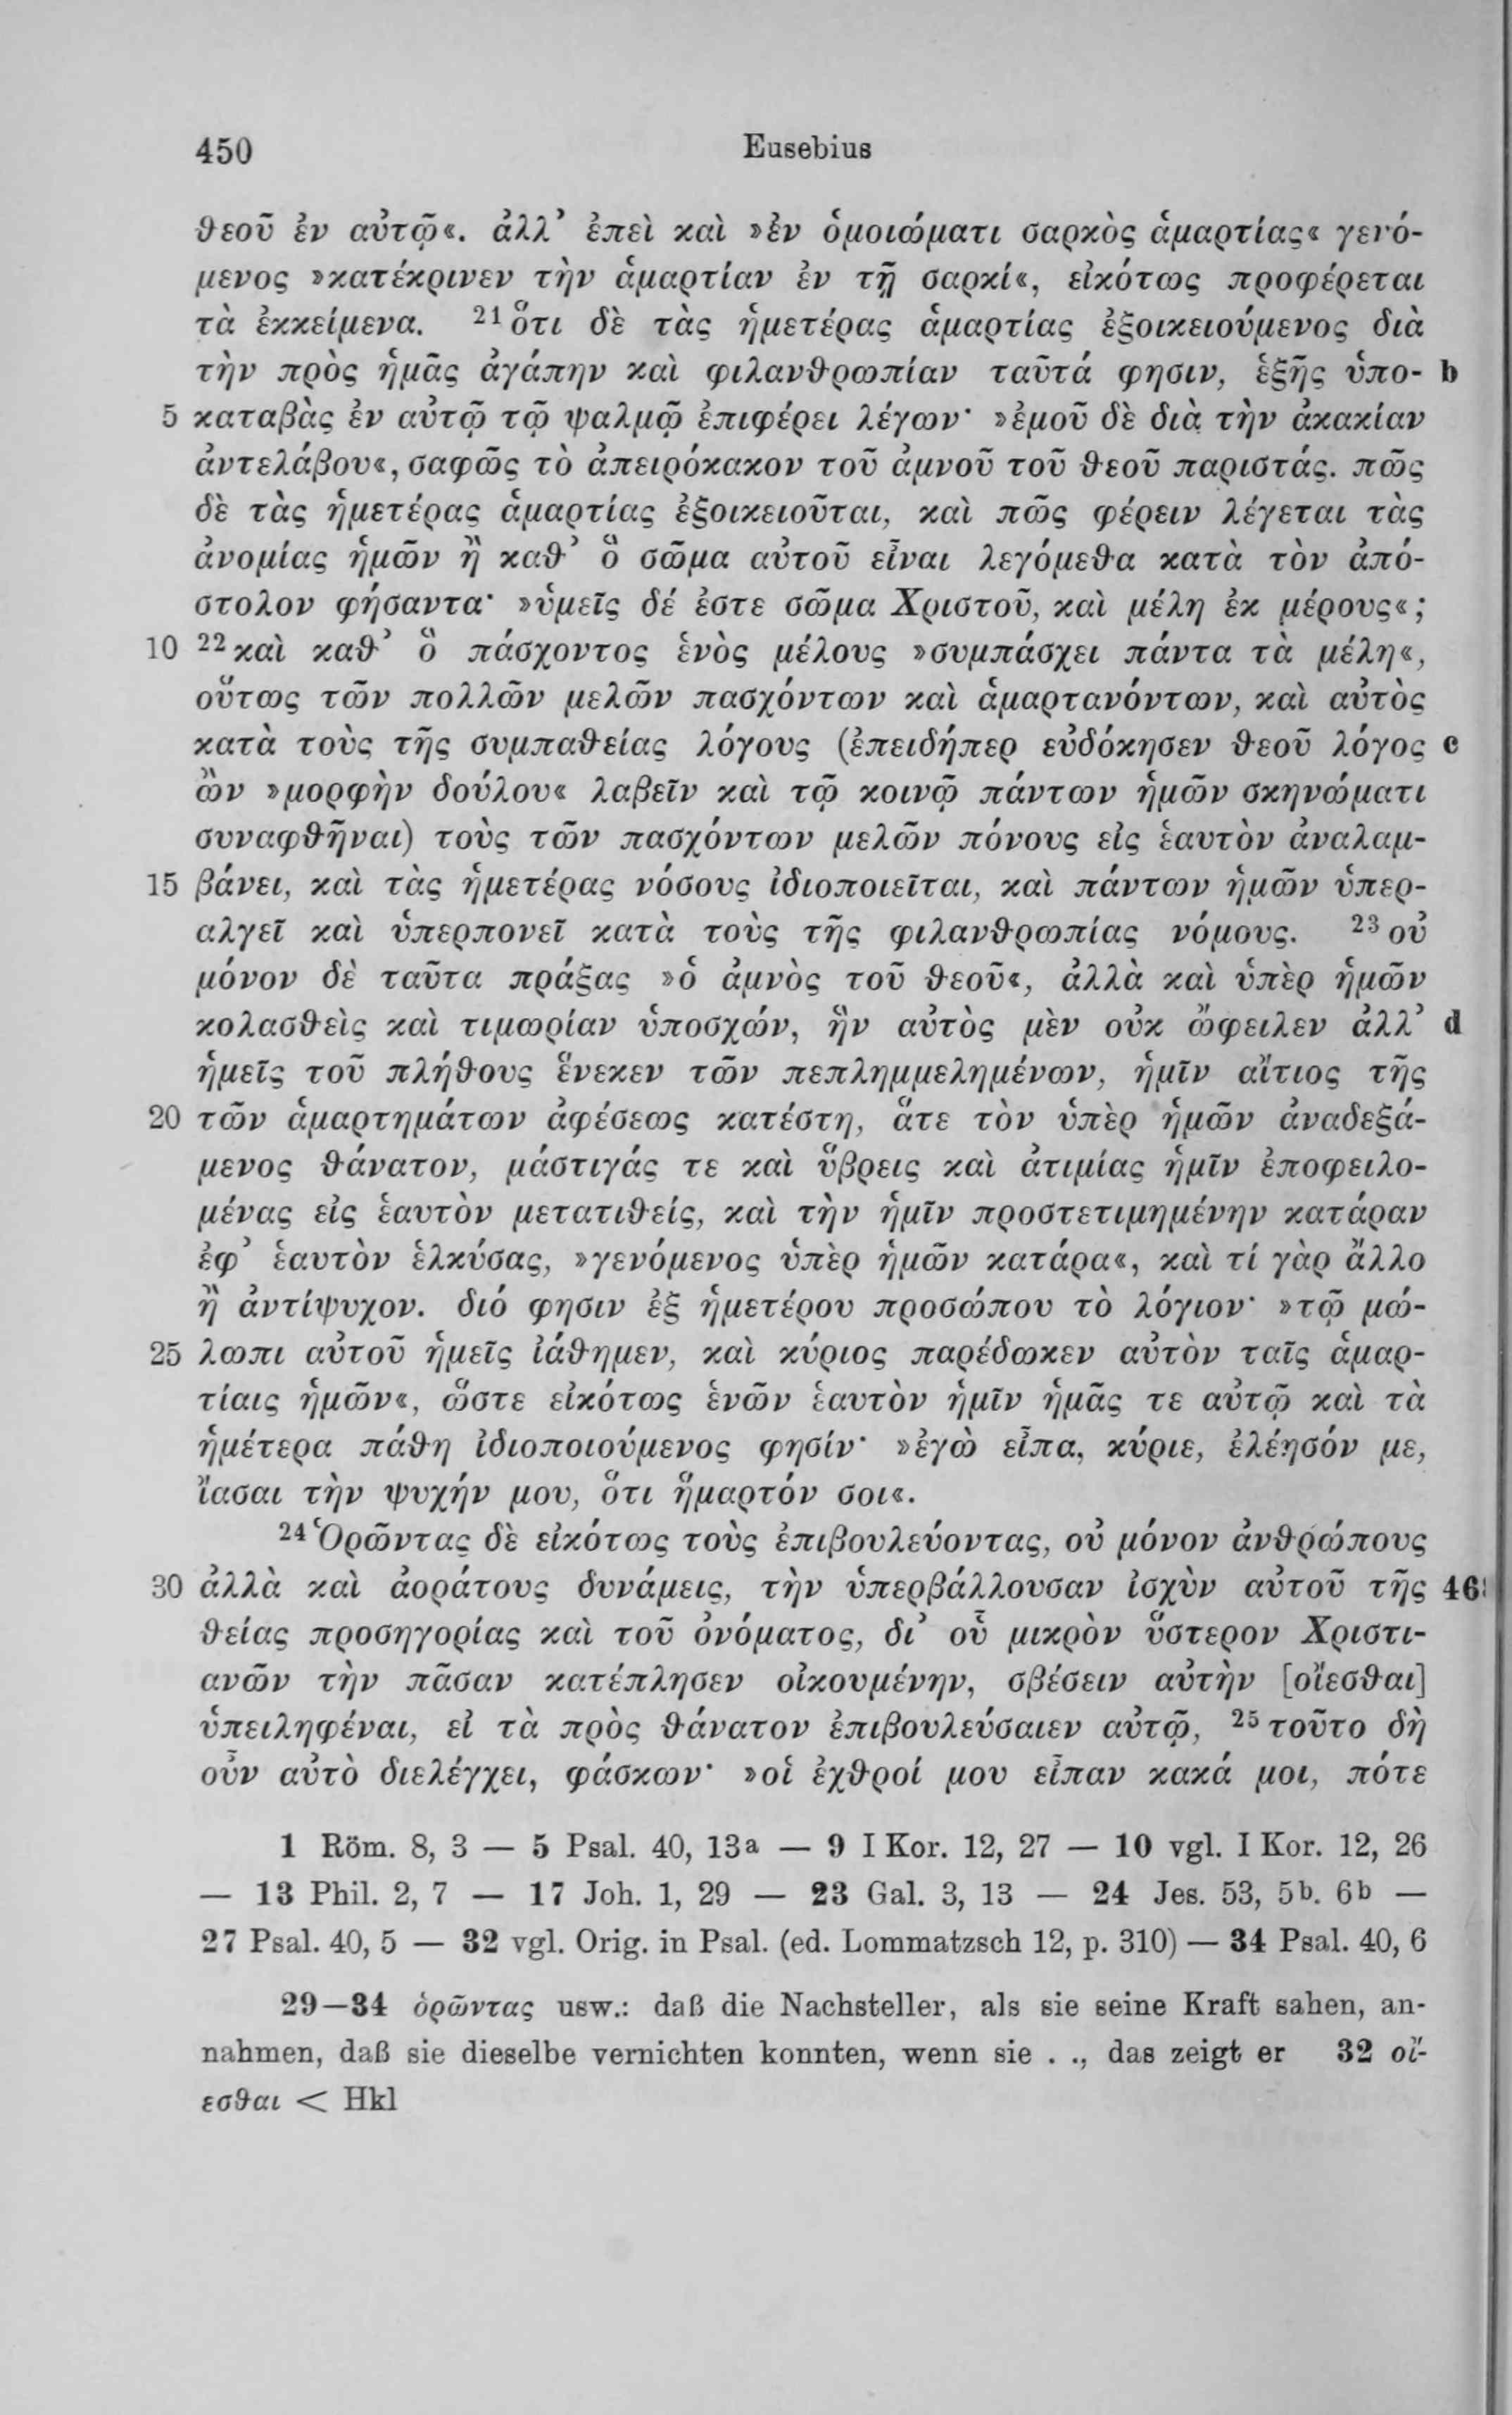 450 Eusebius
θεοῦ ἐν αὐτῷ«. ἀλλ’ ἐπεὶ καὶ »ἐν ὁμοιώματι σαρκὸς ἁμαρτίας« γενό-
μενος »κατέκρινεν τὴν ἁμαρτίαν ἐν τῇ σαρκί«, εἰκότως προφέρεται
τὰ ἐκκείμενα. 21 ὅτι δὲ τὰς ἡμετέρας ἁμαρτίας ἐξοικειούμενος διὰ
τὴν πρὸς ἡμᾶς ἀγάπην καὶ φιλανθρωπίαν ταῦτά φησιν, ἑξῆς ὑπο- b
5 καταβὰς ἐν αὐτῷ τῷ ψαλμῷ ἐπιφέρει λέγων· »ἐμοῦ δὲ διὰ τὴν ἀκακίαν
ἀντελάβου«, σαφῶς τὸ ἀπειρόκακον τοῦ ἀμνοῦ τοῦ θεοῦ παριστάς. πῶς
δὲ τὰς ἡμετέρας ἁμαρτίας ἐξοικειοῦται, καὶ πῶς φέρειν λέγεται τὰς
ἀνομίας ἡμῶν ἢ καθ’ ὃ σῶμα αὐτοῦ εἶναι λεγόμεθα κατὰ τὸν ἀπό-
στολον φήσαντα· »ὑμεῖς δέ ἐστε σῶμα Χριστοῦ, καὶ μέλη ἐκ μέρους«;
10 22 καὶ καθ’ ὃ πάσχοντος ἑνὸς μέλους »συμπάσχει πάντα τὰ μέλη«,
οὕτως τῶν πολλῶν μελῶν πασχόντων καὶ ἁμαρτανόντων, καὶ αὐτὸς
κατὰ τοὺς τῆς συμπαθείας λόγους (ἐπειδήπερ εὐδόκησεν θεοῦ λόγος c
ὢν »μορφὴν δούλου« λαβεῖν καὶ τῷ κοινῷ πάντων ἡμῶν σκηνώματι
συναφθῆναι) τοὺς τῶν πασχόντων μελῶν πόνους εἰς ἑαυτὸν ἀναλαμ-
15 βάνει, καὶ τὰς ἡμετέρας νόσους ἰδιοποιεῖται, καὶ πάντων ἡμῶν ὑπερ-
αλγεῖ καὶ ὑπερπονεῖ κατὰ τοὺς τῆς φιλανθρωπίας νόμους. 23 οὐ
μόνον δὲ ταῦτα πράξας »ὁ ἀμνὸς τοῦ θεοῦ«, ἀλλὰ καὶ ὑπὲρ ἡμῶν
κολασθεὶς καὶ τιμωρίαν ὑποσχών, ἣν αὐτὸς μὲν οὐκ ὤφειλεν ἀλλ’ d
ἡμεῖς τοῦ πλήθους ἕνεκεν τῶν πεπλημμελημένων, ἡμῖν αἴτιος τῆς
20 τῶν ἁμαρτημάτων ἀφέσεως κατέστη, ἅτε τὸν ὑπὲρ ἡμῶν ἀναδεξά-
μενος θάνατον, μάστιγάς τε καὶ ὕβρεις καὶ ἀτιμίας ἡμῖν ἐποφειλο-
μένας εἰς ἑαυτὸν μετατιθείς, καὶ τὴν ἡμῖν προστετιμημένην κατάραν
ἐφ’ ἑαυτὸν ἑλκύσας, »γενόμενος ὑπὲρ ἡμῶν κατάρα«, καὶ τί γὰρ ἄλλο
ἢ ἀντίψυχον. διό φησιν ἐξ ἡμετέρου προσώπου τὸ λόγιον· »τῷ μώ-
25 λωπι αὐτοῦ ἡμεῖς ἰάθημεν, καὶ κύριος παρέδωκεν αὐτὸν ταῖς ἁμαρ-
τίαις ἡμῶν«, ὥστε εἰκότως ἑνῶν ἑαυτὸν ἡμῖν ἡμᾶς τε αὐτῷ καὶ τὰ
ἡμέτερα πάθη ἰδιοποιούμενος φησίν· »ἐγὼ εἶπα, κύριε, ἐλέησόν με,
ἴασαι τὴν ψυχήν μου, ὅτι ἥμαρτόν σοι«.
24 Ὁρῶντας δὲ εἰκότως τοὺς ἐπιβουλεύοντας, οὐ μόνον ἀνθρώπους
30 ἀλλὰ καὶ ἀοράτους δυνάμεις, τὴν ὑπερβάλλουσαν ἰσχὺν αὐτοῦ τῆς 46
θείας προσηγορίας καὶ τοῦ ὀνόματος, δι’ οὗ μικρὸν ὕστερον Χριστι-
ανῶν τὴν πᾶσαν κατέπλησεν οἰκουμένην, σβέσειν αὐτὴν [οἴεσθαι]
ὑπειληφέναι, εἰ τὰ πρὸς θάνατον ἐπιβουλεύσαιεν αὐτῷ, 25 τοῦτο δὴ
οὖν αὐτὸ διελέγχει, φάσκων· »οἱ ἐχθροί μου εἶπαν κακά μοι, πότε
1 Röm. 8, 3 — 5 Psal. 40, 13a — 9 I Kor. 12, 27 — 10 vgl. I Kor. 12, 26
— 13 Phil. 2, 7 — 17 Joh. 1, 29 — 23 Gal. 3, 13 — 24 Jes. 53, 5b. 6b —
27 Psal. 40, 5 — 32 vgl. Orig. in Psal. (ed. Lommatzsch 12, p. 310) — 34 Psal. 40, 6
29—34 ὁρῶντας usw.: daß die Nachsteller, als sie seine Kraft sahen, an-
nahmen, daß sie dieselbe vernichten konnten, wenn sie . ., das zeigt er 32 οἴ-
εσθαι < Hkl